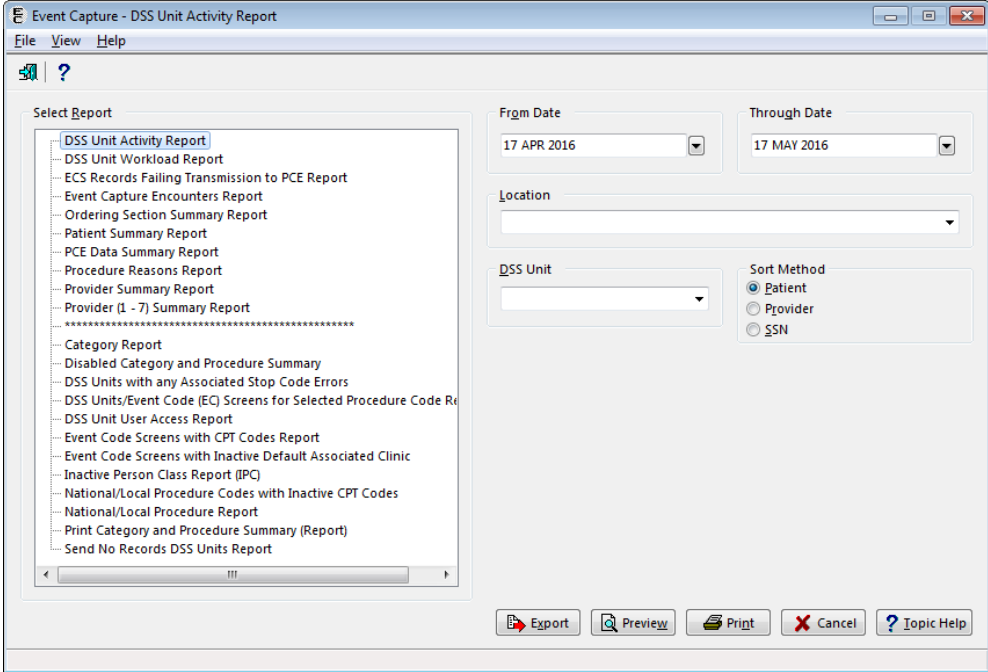 Event Capture - DSS Unit Activity Report
File View Help
Select Report
DSS Unit Activity Report
DSS Unit Workload Report
ECS Records Failing Transmission to PCE Report
Event Capture Encounters Report
Ordering Section Summary Report
Patient Summary Report
PCE Data Summary Report
Procedure Reasons Report
Provider Summary Report
Provider (1 - 7) Summary Report
**************************************************
Category Report
Disabled Category and Procedure Summary
DSS Units with any Associated Stop Code Errors
DSS Units/Event Code (EC) Screens for Selected Procedure Code Re
DSS Unit User Access Report
Event Code Screens with CPT Codes Report
Event Code Screens with Inactive Default Associated Clinic
Inactive Person Class Report (IPC)
National/Local Procedure Codes with Inactive CPT Codes
National/Local Procedure Report
Print Category and Procedure Summary (Report)
Send No Records DSS Units Report
From Date
17 APR 2016
Through Date
17 MAY 2016
Location
DSS Unit
Sort Method
Patient
Provider
SSN
Export Preview Print Cancel ? Topic Help